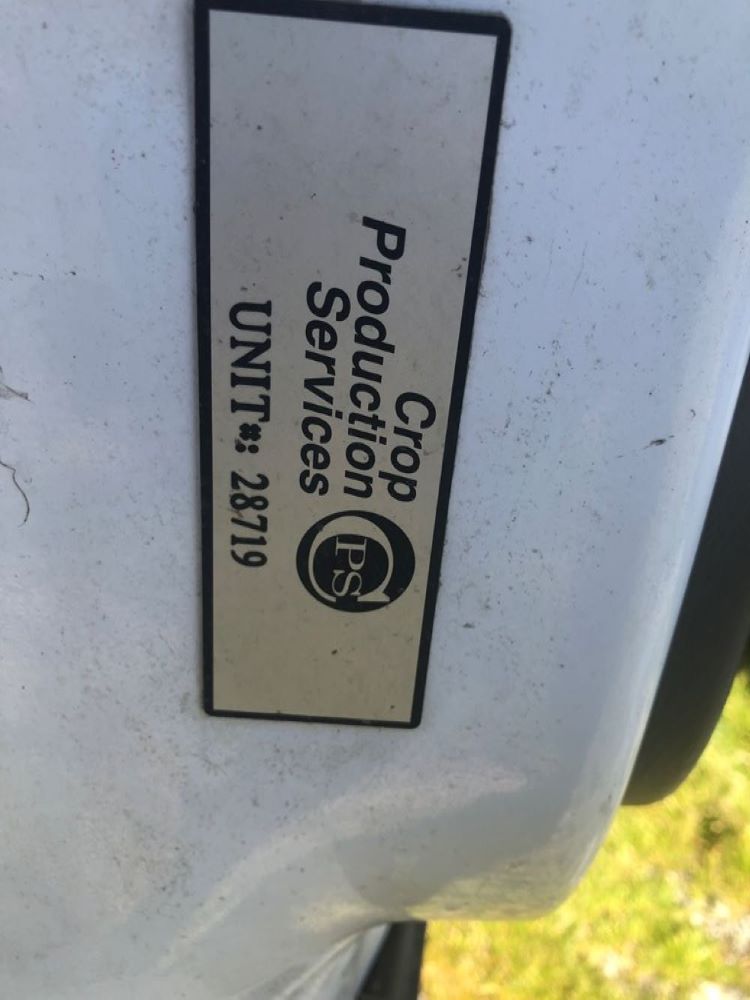 Crop
Production
Services
CPS
UNIT#: 28719